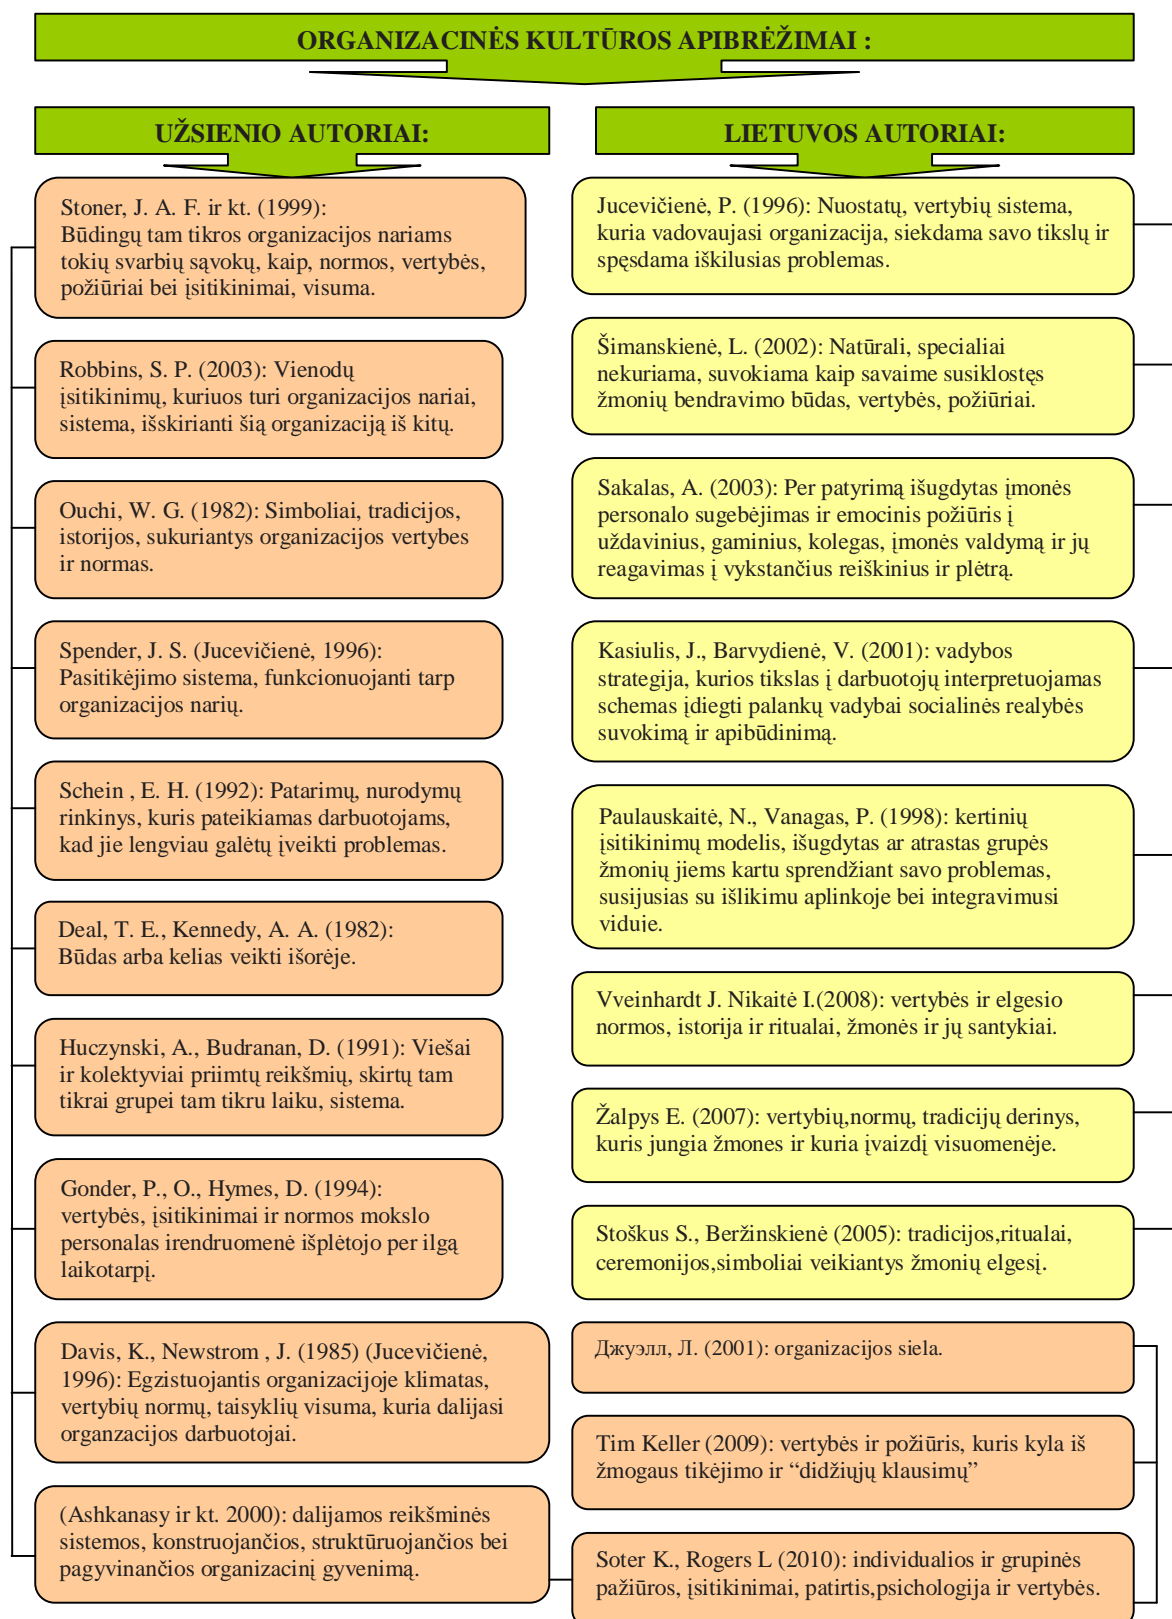 ORGANIZACINĖS KULTŪROS APIBRĖŽIMAI :
UŽSIENIO AUTORIAI:
Stoner, J. A. F. ir kt. (1999):
Būdingų tam tikros organizacijos nariams
tokių svarbių sąvokų, kaip, normos, vertybės,
požiūriai bei įsitikinimai, visuma.
Robbins, S. P. (2003): Vienodų
įsitikinimų, kuriuos turi organizacijos nariai,
sistema, išskirianti šią organizaciją iš kitų.
Ouchi, W. G. (1982): Simboliai, tradicijos,
istorijos, sukuriantys organizacijos vertybes
ir normas.
Spender, J. S. (Jucevičienė, 1996):
Pasitikėjimo sistema, funkcionuojanti tarp
organizacijos narių.
Schein , E. H. (1992): Patarimų, nurodymų
rinkinys, kuris pateikiamas darbuotojams,
kad jie lengviau galėtų įveikti problemas.
Deal, T. E., Kennedy, A. A. (1982):
Būdas arba kelias veikti išorėje.
Huczynski, A., Budranan, D. (1991): Viešai
ir kolektyviai priimtų reikšmių, skirtų tam
tikrai grupei tam tikru laiku, sistema.
Gonder, P., O., Hymes, D. (1994):
vertybės, įsitikinimai ir normos mokslo
personalas irendruomenė išplėtojo per ilgą
laikotarpį.
Davis, K., Newstrom , J. (1985) (Jucevičienė,
1996): Egzistuojantis organizacijoje klimatas,
vertybių normų, taisyklių visuma, kuria dalijasi
organzacijos darbuotojai.
(Ashkanasy ir kt. 2000): dalijamos reikšminės
sistemos, konstruojančios, struktūruojančios bei
pagyvinančios organizacinį gyvenimą.
LIETUVOS AUTORIAI:
Jucevičienė, P. (1996): Nuostatų, vertybių sistema,
kuria vadovaujasi organizacija, siekdama savo tikslų ir
spęsdama iškilusias problemas.
Šimanskienė, L. (2002): Natūrali, specialiai
nekuriama, suvokiama kaip savaime susiklostęs
žmonių bendravimo būdas, vertybės, požiūriai.
Sakalas, A. (2003): Per patyrimą išugdytas įmonės
personalo sugebėjimas ir emocinis požiūris į
uždavinius, gaminius, kolegas, įmonės valdymą ir jų
reagavimas į vykstančius reiškinius ir plėtrą.
Kasiulis, J., Barvydienė, V. (2001): vadybos
strategija, kurios tikslas į darbuotojų interpretuojamas
schemas įdiegti palankų vadybai socialinės realybės
suvokimą ir apibūdinimą.
Paulauskaitė, N., Vanagas, P. (1998): kertinių
įsitikinimų modelis, išugdytas ar atrastas grupės
žmonių jiems kartu sprendžiant savo problemas,
susijusias su išlikimu aplinkoje bei integravimusi
viduje.
Vveinhardt J. Nikaitė I.(2008): vertybės ir elgesio
normos, istorija ir ritualai, žmonės ir jų santykiai.
Žalpys E. (2007): vertybių,normų, tradicijų derinys,
kuris jungia žmones ir kuria įvaizdį visuomenėje.
Stoškus S., Beržinskienė (2005): tradicijos,ritualai,
ceremonijos,simboliai veikiantys žmonių elgesį.
Джуэлл, Л. (2001): organizacijos siela.
Tim Keller (2009): vertybės ir požiūris, kuris kyla iš
žmogaus tikėjimo ir “didžiųjų klausimų”
Soter K., Rogers L (2010): individualios ir grupinės
pažiūros, įsitikinimai, patirtis,psichologija ir vertybės.